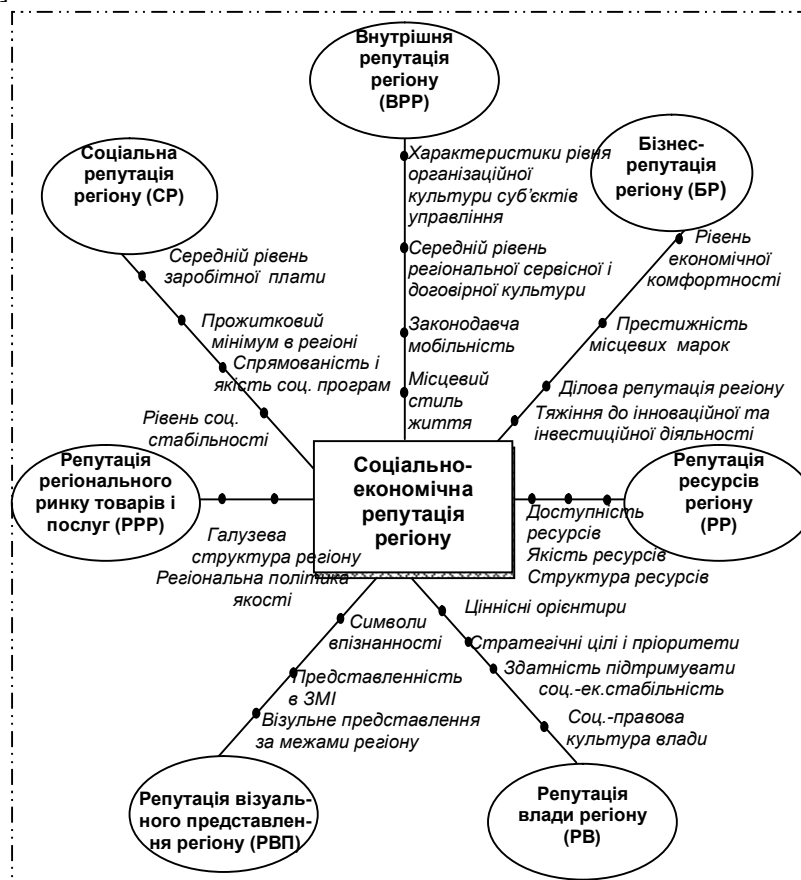 Внутрішня
репутація
регіону
(ВРР)
Соціальна
репутація
регіону (СР)
Бізнес-
репутація
регіону (БР)
Характеристики рівня
організаційної
культури суб’єктів
управління
Середній рівень
регіональної сервісної і
договірної культури
Законодавча
мобільність
Місцевий
стиль
життя
Середній рівень
заробітної плати
Прожитковий
мінімум в регіоні
Спрямованість і
якість соц. програм
Рівень соц.
стабільності
Рівень
економічної
комфортності
Престижність
місцевих марок
Ділова репутація регіону
Тяжіння до інноваційної та
інвестиційної діяльності
Репутація
регіонального
ринку товарів і
послуг (РРР)
Соціально-
економічна
репутація
регіону
Репутація
ресурсів
регіону
(РР)
Галузева
структура регіону
Регіональна політика
якості
Доступність
ресурсів
Якість ресурсів
Структура ресурсів
Символи
впізнанності
Представленність
в ЗМІ
Візульне представлення
за межами регіону
Ціннісні орієнтири
Стратегічні цілі і пріоритети
Здатність підтримувати
соц.-ек.стабільність
Соц.-правова
культура влади
Репутація візуаль-
ного представлен-
ня регіону (РВП)
Репутація
влади регіону
(РВ)